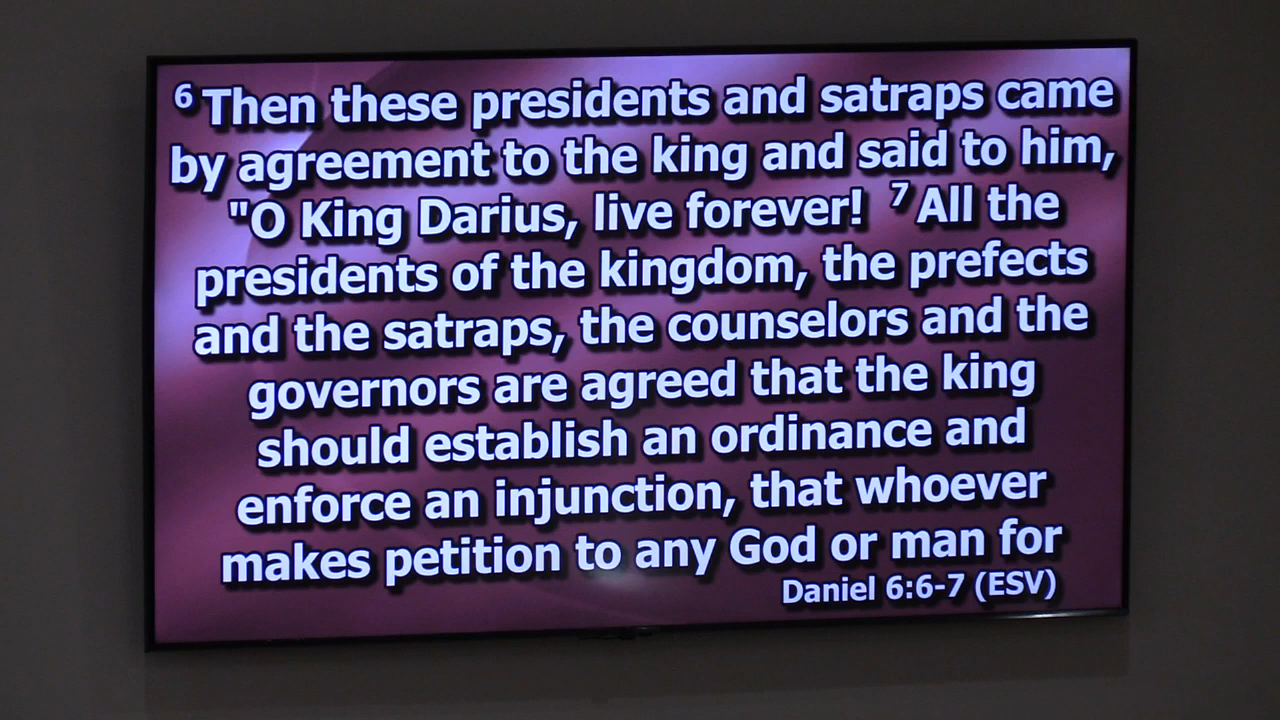 6 Then these presidents and satraps came
by agreement to the king and said to him,
"O King Darius, live forever! 7 All the
presidents of the kingdom, the prefects
and the satraps, the counselors and the
governors are agreed that the king
should establish an ordinance and
enforce an injunction, that whoever
makes petition to any God or man for
Daniel 6:6-7 (ESV)